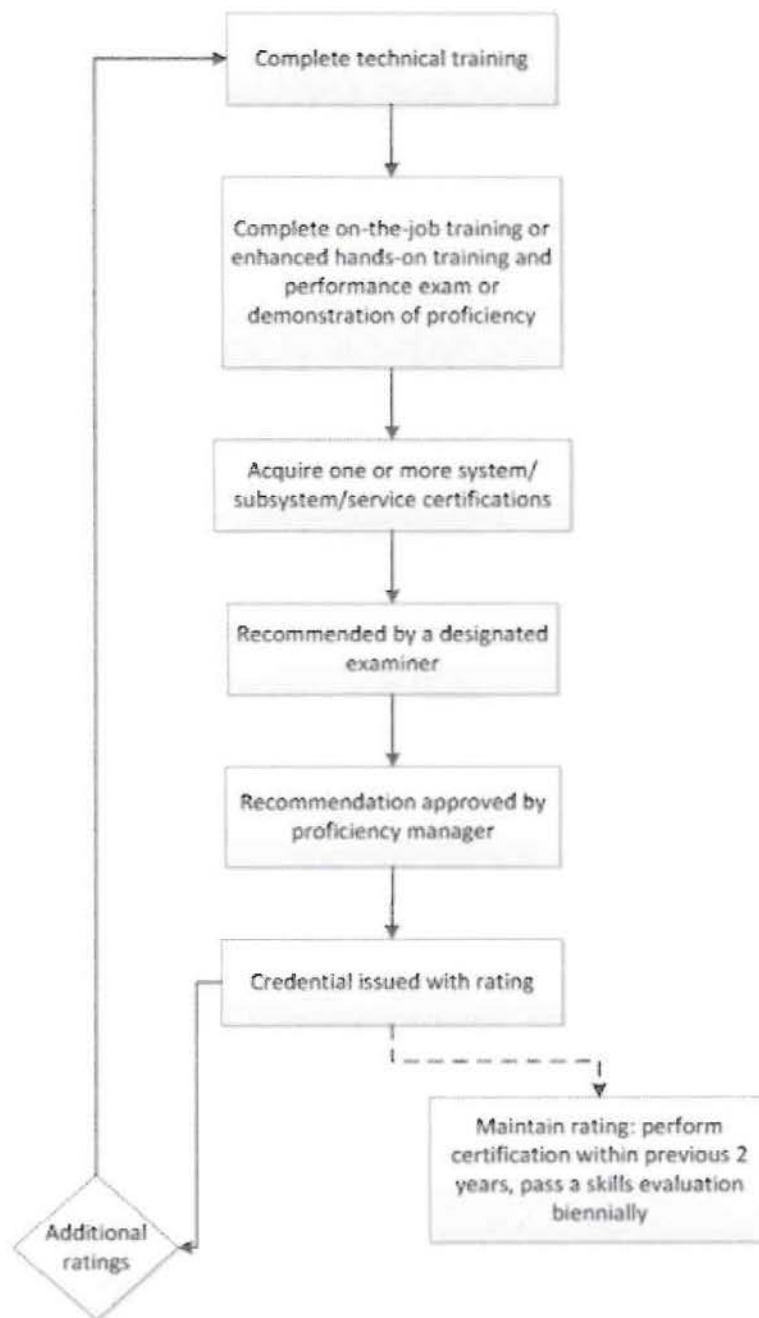 Complete technical training
Complete on-the-job training or
enhanced hands-on training and
performance exam or
demonstration of proficiency
Acquire one or more system/
subsystem/service certifications
Recommended by a designated
examiner
Recommendation approved by
proficiency manager
Credential issued with rating
Maintain rating: perform
certification within previous 2
years, pass a skills evaluation
biennially
Additional
ratings